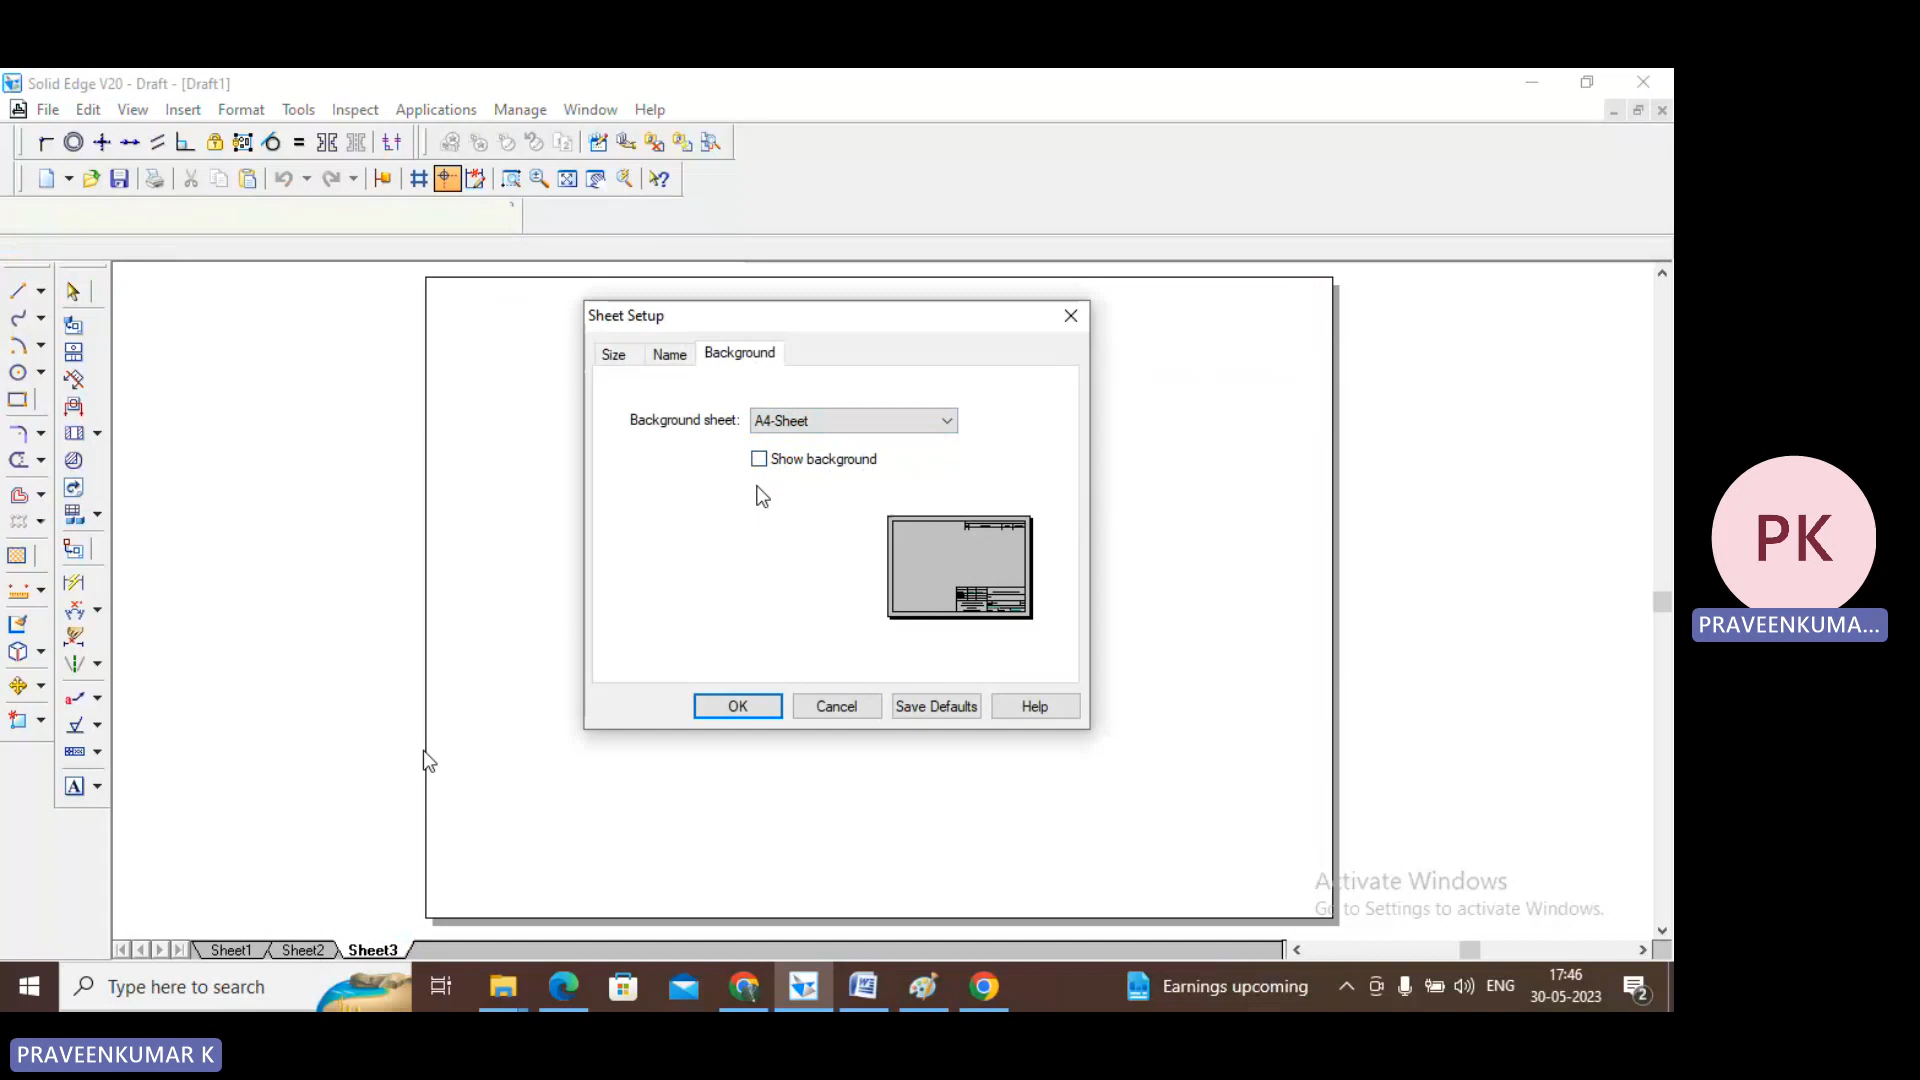 Solid Edge V20 - Draft - [Draft1]
File Edit View Insert Format Tools Inspect Applications Manage Window Help
Sheet Setup
Size Name Background
Background sheet: A4-Sheet
Show background
OK Cancel Save Defaults Help
A
PK
PRAVEENKUMA...
Activate Windows
Go to Settings to activate Windows.
Sheet1 Sheet2 Sheet3
Type here to search
Earnings upcoming
ENG
17:46
30-05-2023
2
PRAVEENKUMAR K